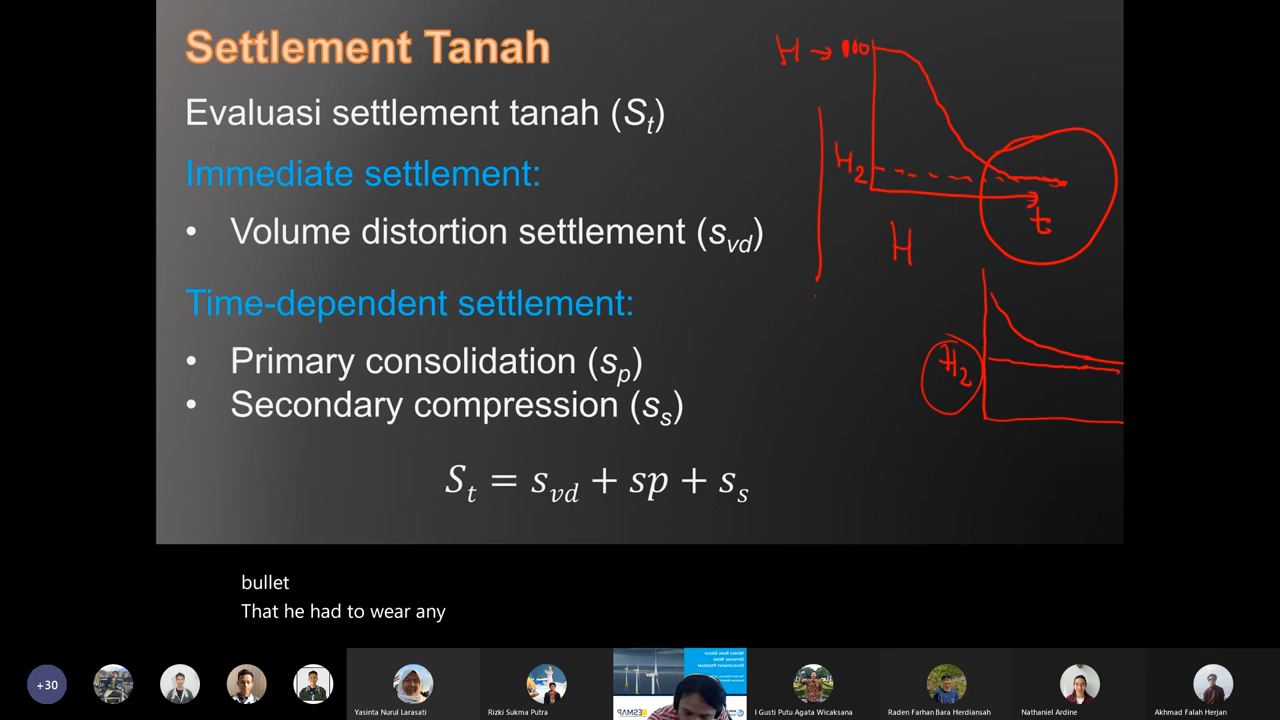 Settlement Tanah
Evaluasi settlement tanah (St)
Immediate settlement:
• Volume distortion settlement (svd)
Time-dependent settlement:
• Primary consolidation (sp)
• Secondary compression (ss)
St = svd + sp + ss
H → 100
H2
t
H
H2
bullet
That he had to wear any
+30
Yasinta Nurul Larasati
Rizki Sukma Putra
ESMAP
I Gusti Putu Agata Wicaksana
Raden Farhan Bara Herdiansah
Nathaniel Ardine
Akhmad Falah Herjan